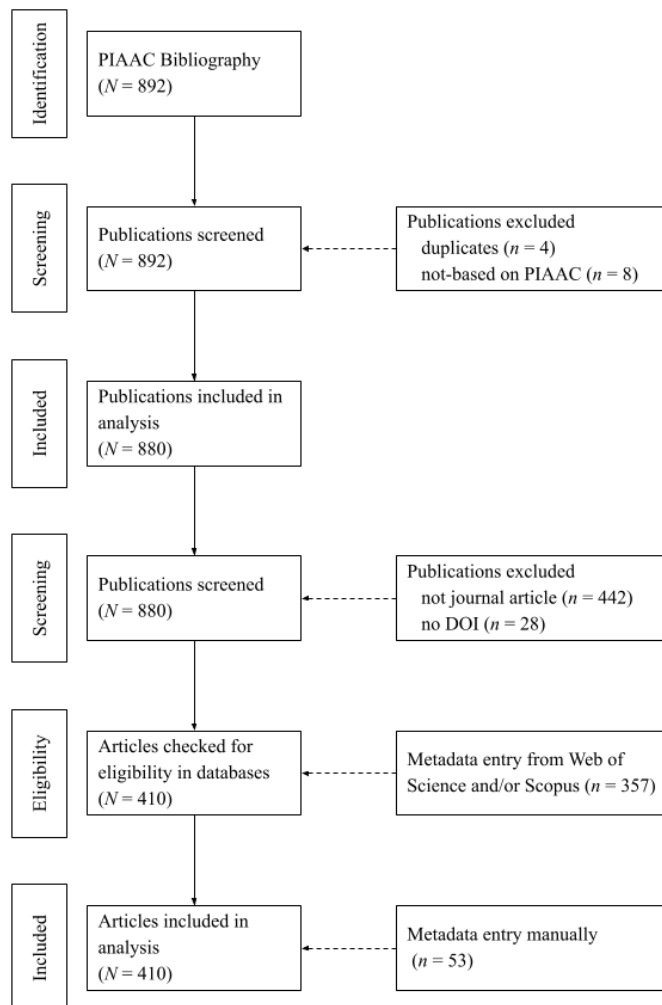 Identification
PIAAC Bibliography
(N = 892)
Screening
Publications screened
(N = 892)
Publications excluded
duplicates (n = 4)
not-based on PIAAC (n = 8)
Included
Publications included in
analysis
(N = 880)
Screening
Publications screened
(N = 880)
Publications excluded
not journal article (n = 442)
no DOI (n = 28)
Eligibility
Articles checked for
eligibility in databases
(N = 410)
Metadata entry from Web of
Science and/or Scopus (n = 357)
Included
Articles included in
analysis
(N = 410)
Metadata entry manually
(n = 53)